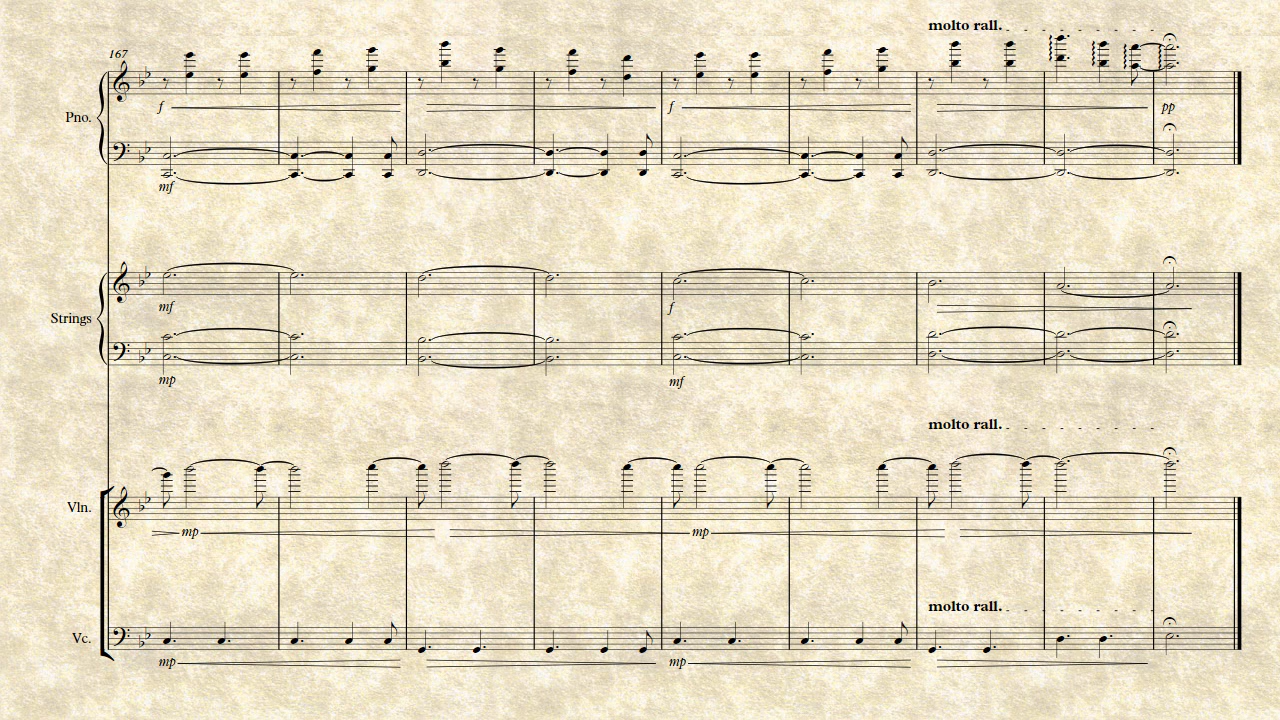 molto rall.
167
f f pp
Pno.
mf
mf f
Strings
mp mf
molto rall.
Vln.
mp mp
molto rall.
Vc.
mp mp